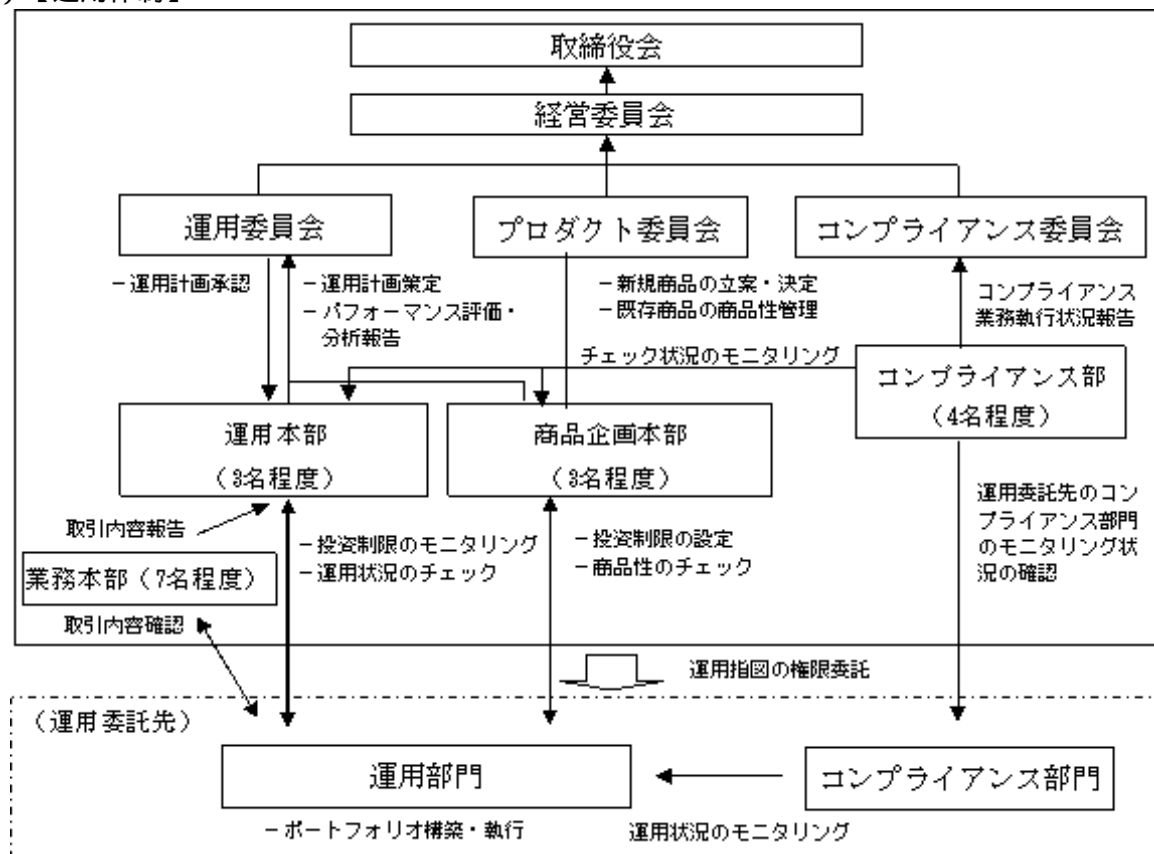 取締役会
経営委員会
運用委員会
プロダクト委員会
コンプライアンス委員会
－運用計画承認
－運用計画策定
－パフォーマンス評価・
分析報告
－新規商品の立案・決定
－既存商品の商品性管理
コンプライアンス
業務執行状況報告
チェック状況のモニタリング
コンプライアンス部
（4名程度）
運用本部
（3名程度）
商品企画本部
（3名程度）
取引内容報告
業務本部（7名程度）
取引内容確認
－投資制限のモニタリング
－運用状況のチェック
－投資制限の設定
－商品性のチェック
運用委託先のコン
プライアンス部門
のモニタリング状
況の確認
運用指図の権限委託
（運用委託先）
運用部門
コンプライアンス部門
－ポートフォリオ構築・執行
運用状況のモニタリング